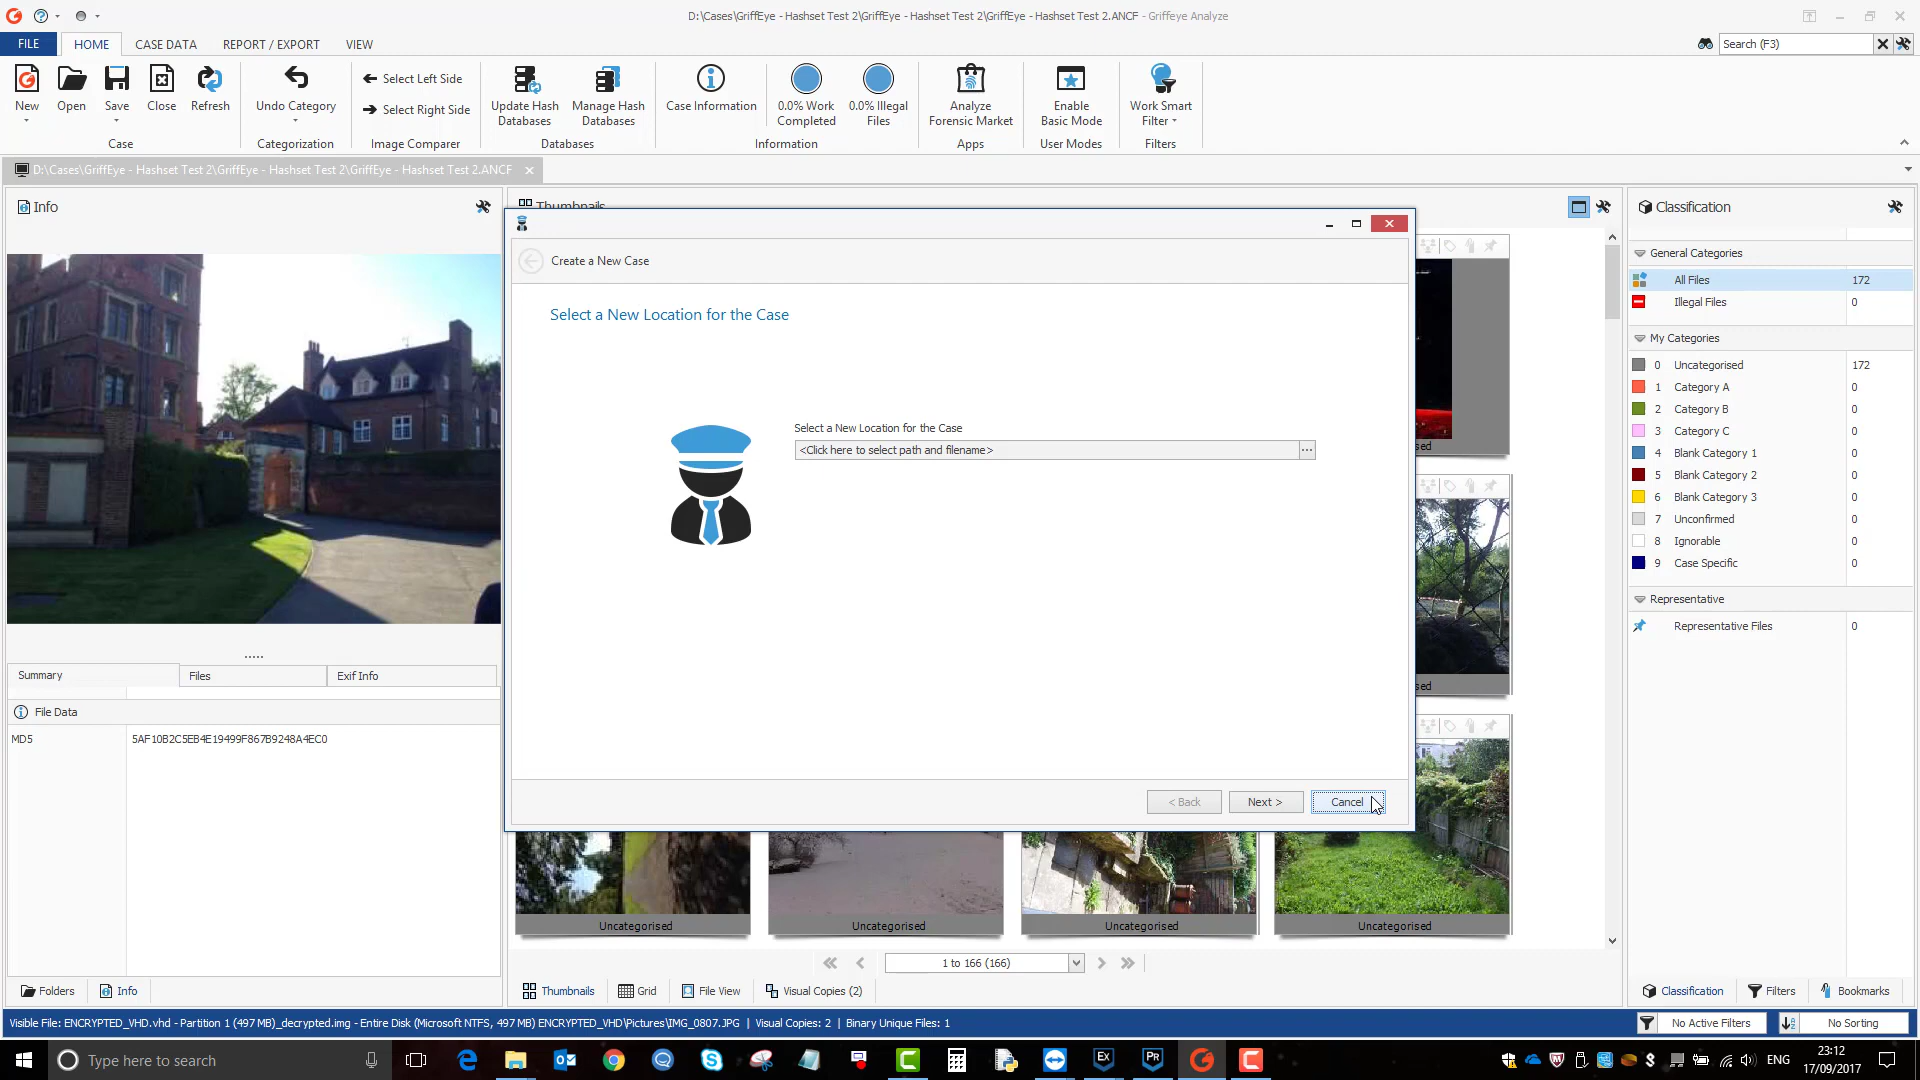 D:\Cases\GriffEye - Hashset Test 2\GriffEye - Hashset Test 2\GriffEye - Hashset Test 2.ANCF - Griffeye Analyze
FILE
HOME
CASE DATA
REPORT / EXPORT
VIEW
Search (F3)
New
Open
Save
Close
Refresh
Undo Category
Select Left Side
Select Right Side
Update Hash Databases
Manage Hash Databases
Case Information
0.0% Work Completed
0.0% Illegal Files
Analyze Forensic Market
Enable Basic Mode
Work Smart Filter
Case
Categorization
Image Comparer
Databases
Information
Apps
User Modes
Filters
D:\Cases\GriffEye - Hashset Test 2\GriffEye - Hashset Test 2\GriffEye - Hashset Test 2.ANCF
Info
Thumbnails
Classification
Create a New Case
Select a New Location for the Case
Select a New Location for the Case
<Click here to select path and filename>
< Back
Next >
Cancel
General Categories
All Files 172
Illegal Files 0
My Categories
0 Uncategorised 172
1 Category A 0
2 Category B 0
3 Category C 0
4 Blank Category 1 0
5 Blank Category 2 0
6 Blank Category 3 0
7 Unconfirmed 0
8 Ignorable 0
9 Case Specific 0
Representative
Representative Files 0
Summary
Files
Exif Info
File Data
MD5 5AF10B2C5EB4E19499F867B9248A4EC0
sed
sed
Uncategorised
Uncategorised
Uncategorised
Uncategorised
1 to 166 (166)
Folders
Info
Thumbnails
Grid
File View
Visual Copies (2)
Classification
Filters
Bookmarks
Visible File: ENCRYPTED_VHD.vhd - Partition 1 (497 MB)_decrypted.img - Entire Disk (Microsoft NTFS, 497 MB) ENCRYPTED_VHD\Pictures\IMG_0807.JPG | Visual Copies: 2 | Binary Unique Files: 1
No Active Filters
No Sorting
Type here to search
ENG
23:12
17/09/2017